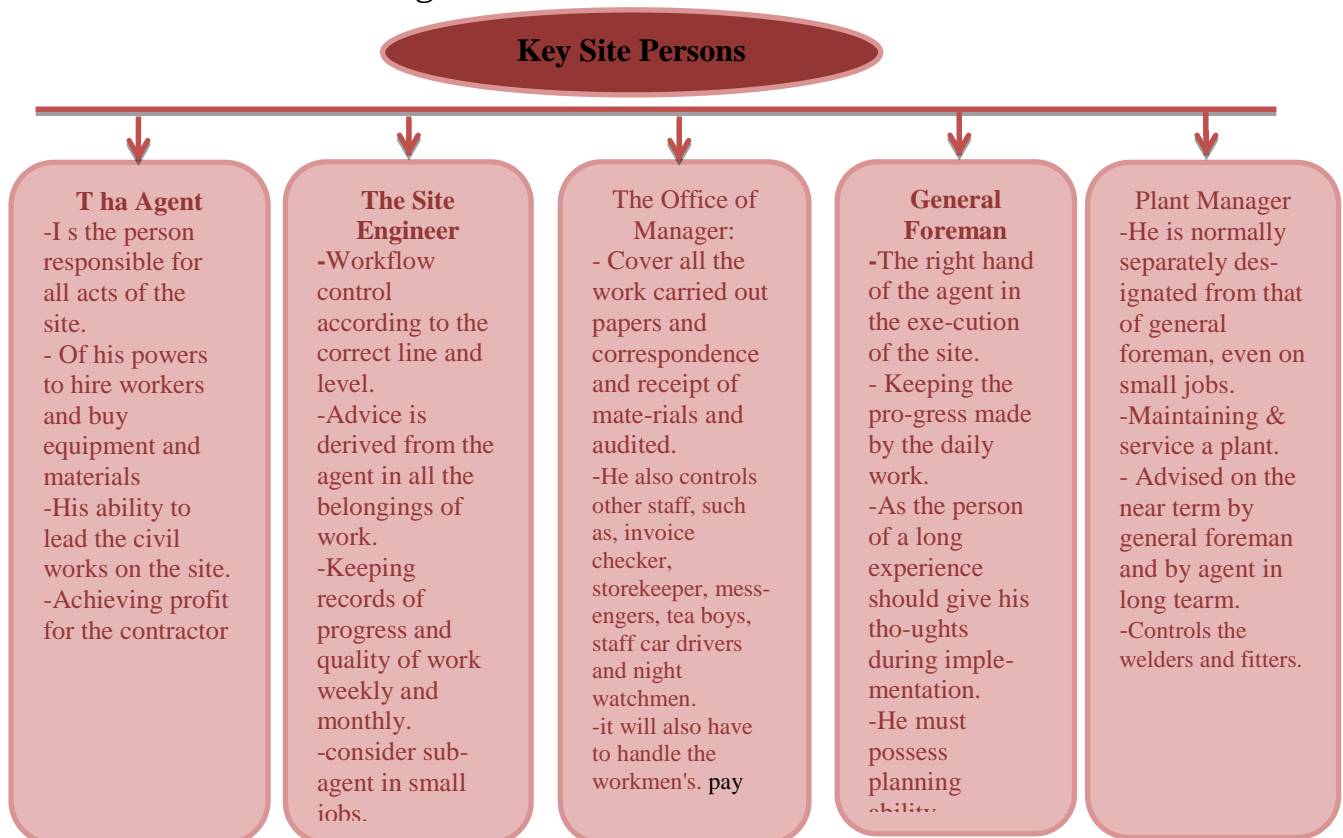 Key Site Persons
T ha Agent
-I s the person
responsible for
all acts of the
site.
- Of his powers
to hire workers
and buy
equipment and
materials
-His ability to
lead the civil
works on the site.
-Achieving profit
for the contractor
The Site
Engineer
-Workflow
control
according to the
correct line and
level.
-Advice is
derived from the
agent in all the
belongings of
work.
-Keeping
records of
progress and
quality of work
weekly and
monthly.
-consider sub-
agent in small
jobs.
The Office of
Manager:
- Cover all the
work carried out
papers and
correspondence
and receipt of
mate-rials and
audited.
-He also controls
other staff, such
as, invoice
checker,
storekeeper, mess-
engers, tea boys,
staff car drivers
and night
watchmen.
-it will also have
to handle the
workmen's. pay
General
Foreman
-The right hand
of the agent in
the exe-cution
of the site.
- Keeping the
pro-gress made
by the daily
work.
-As the person
of a long
experience
should give his
tho-ughts
during imple-
mentation.
-He must
possess
planning
ability
Plant Manager
-He is normally
separately des-
ignated from that
of general
foreman, even on
small jobs.
-Maintaining &
service a plant.
- Advised on the
near term by
general foreman
and by agent in
long tearm.
-Controls the
welders and fitters.